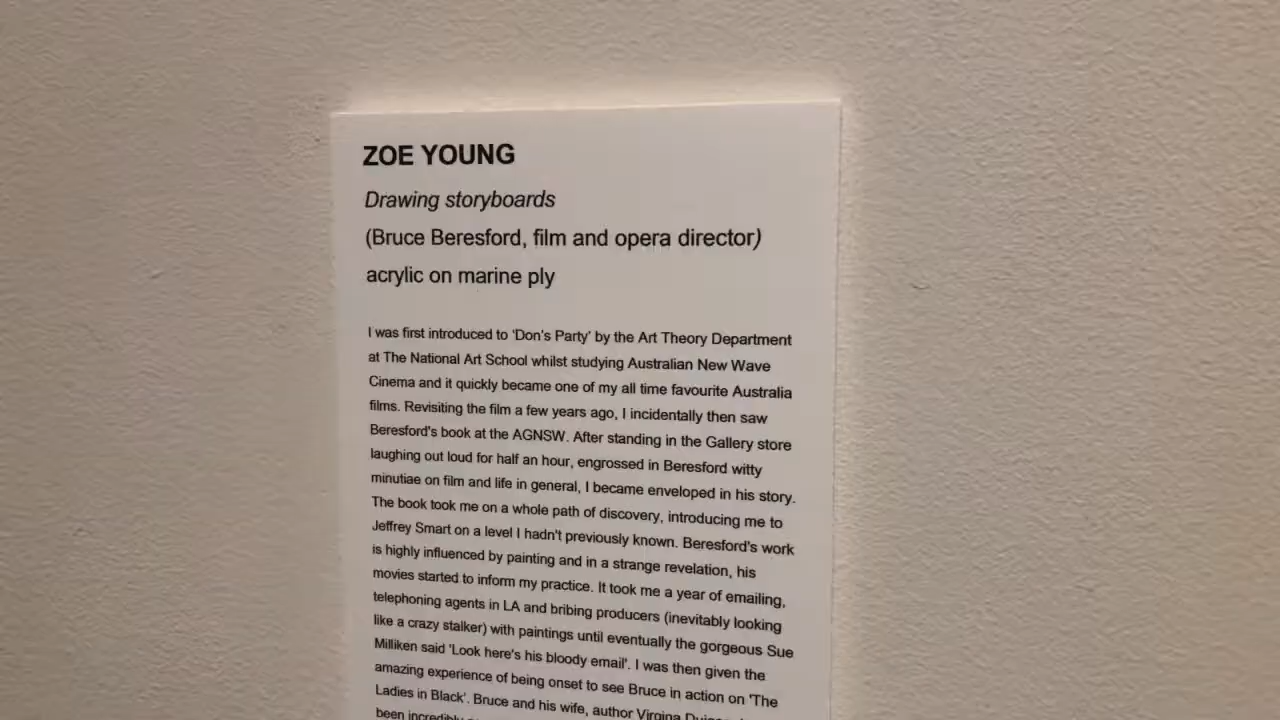 ZOE YOUNG
Drawing storyboards
(Bruce Beresford, film and opera director)
acrylic on marine ply
I was first introduced to 'Don's Party' by the Art Theory Department
at The National Art School whilst studying Australian New Wave
Cinema and it quickly became one of my all time favourite Australia
films. Revisiting the film a few years ago, I incidentally then saw
Beresford's book at the AGNSW. After standing in the Gallery store
laughing out loud for half an hour, engrossed in Beresford witty
minutiae on film and life in general, I became enveloped in his story.
The book took me on a whole path of discovery, introducing me to
Jeffrey Smart on a level I hadn't previously known. Beresford's work
is highly influenced by painting and in a strange revelation, his
movies started to inform my practice. It took me a year of emailing,
telephoning agents in LA and bribing producers (inevitably looking
like a crazy stalker) with paintings until eventually the gorgeous Sue
Milliken said 'Look here's his bloody email'. I was then given the
amazing experience of being onset to see Bruce in action on 'The
Ladies in Black'. Bruce and his wife, author Virgina
been incredibly